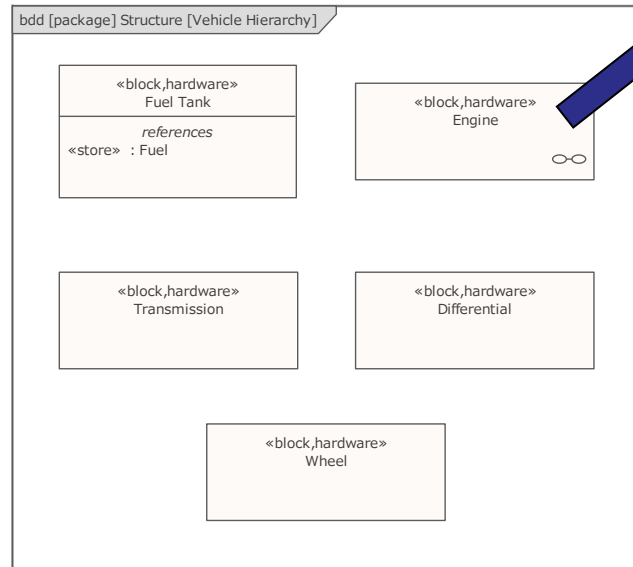 bdd [package] Structure [Vehicle Hierarchy]
«block,hardware»
Fuel Tank
references
«store» : Fuel
«block,hardware»
Engine
«block,hardware»
Transmission
«block,hardware»
Differential
«block,hardware»
Wheel